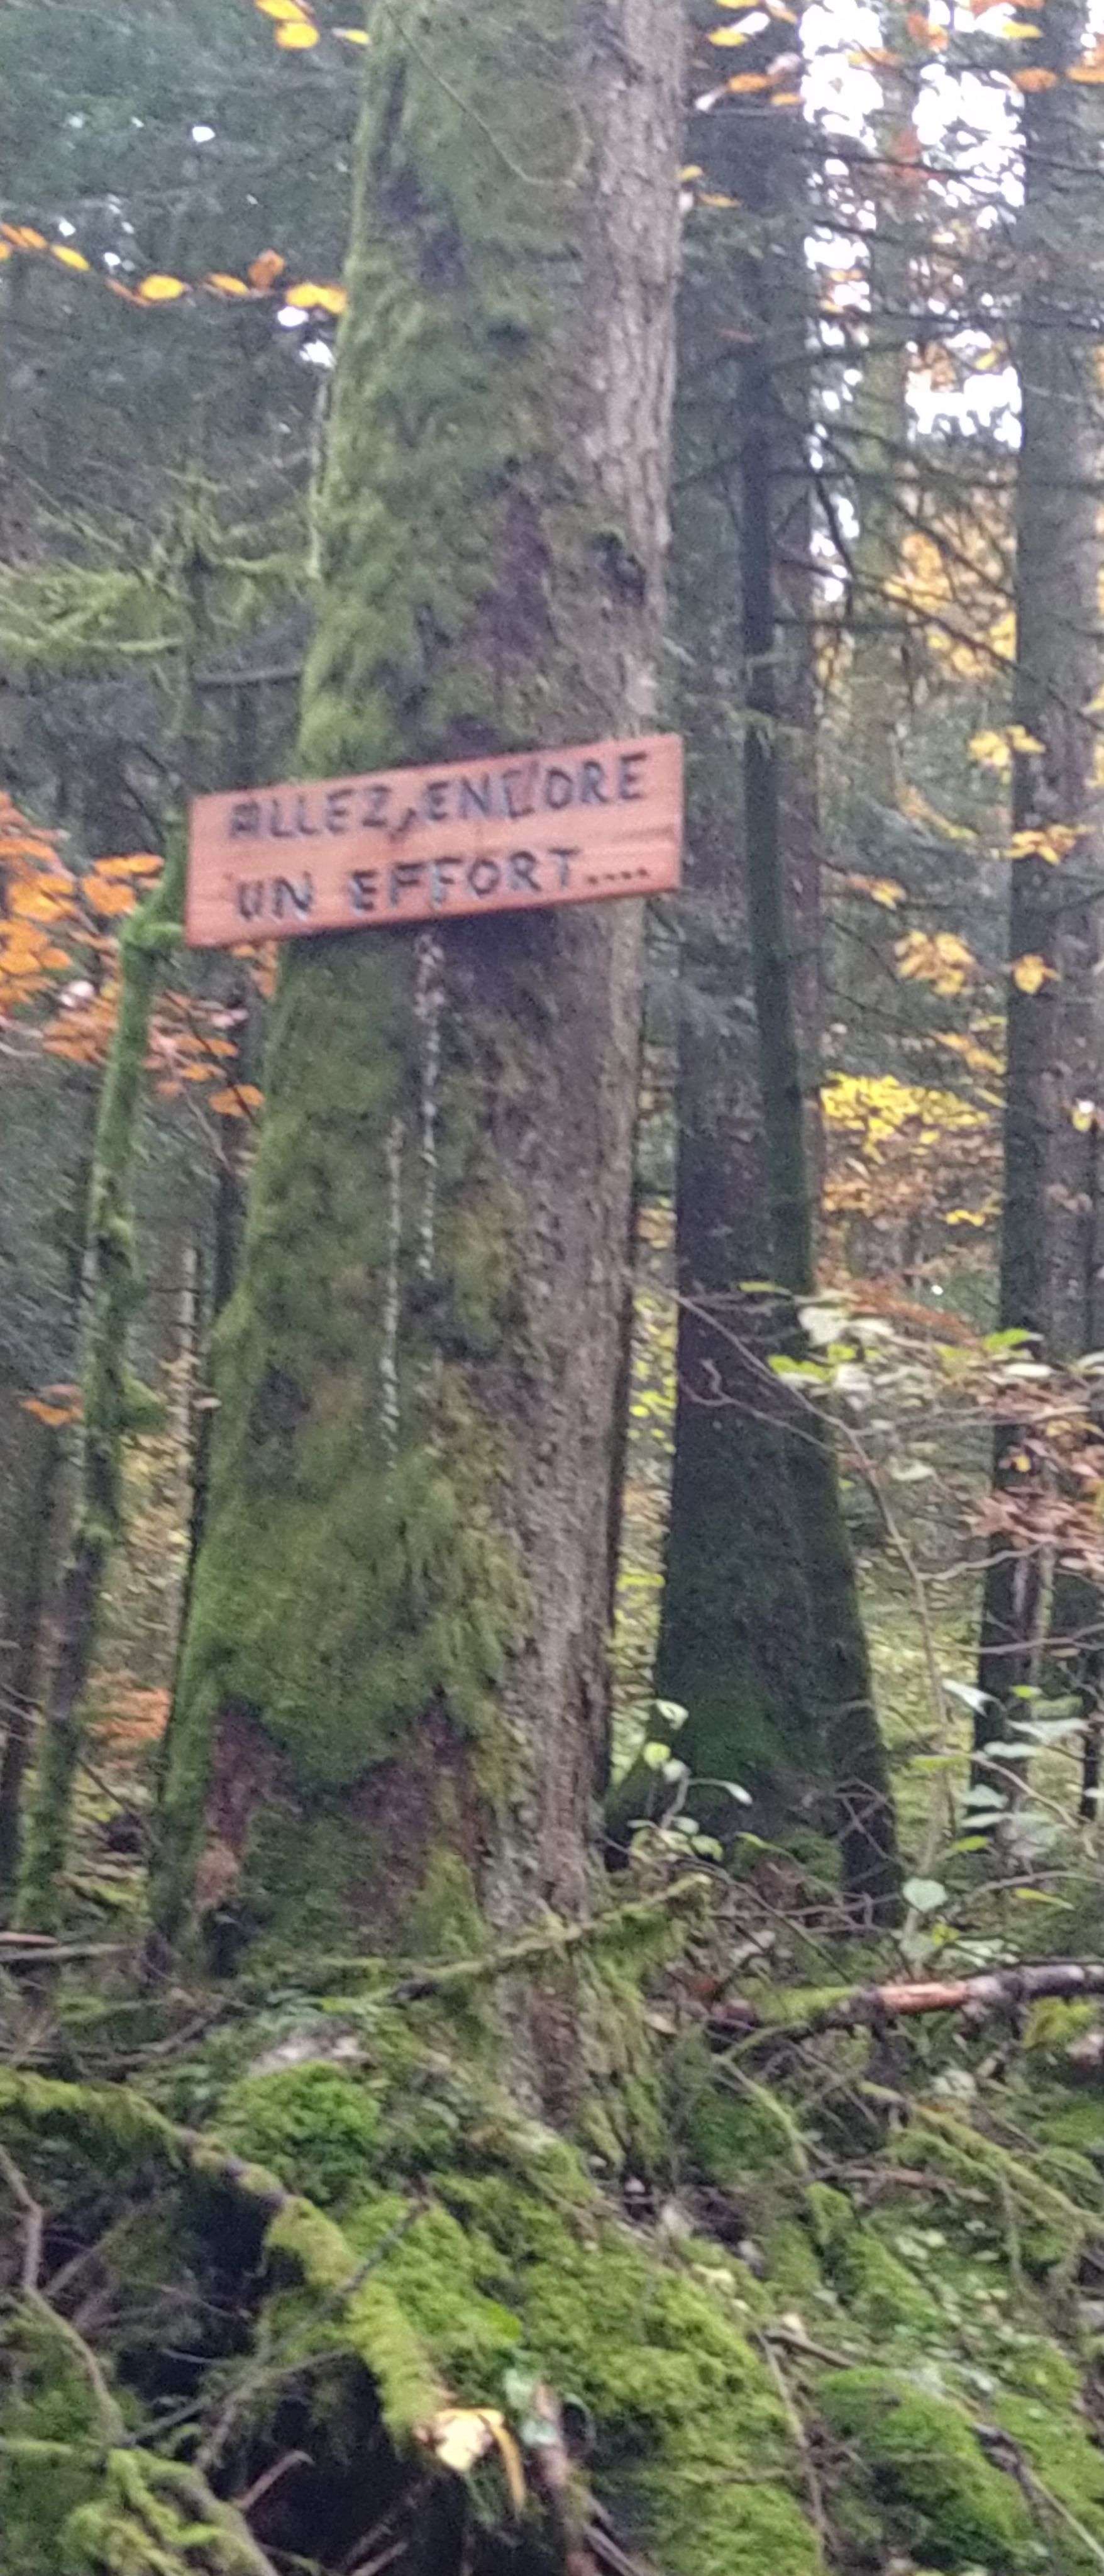 ALLEZ, ENCORE
UN EFFORT....